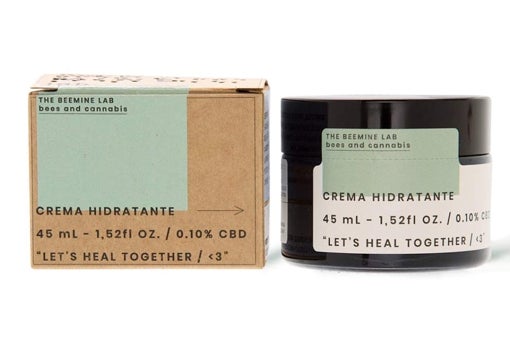 THE BEEMINE LAB
bees and cannabis
CREMA HIDRATANTE
45 mL - 1,52fl OZ. / 0.10% CBD
"LET'S HEAL TOGETHER / <3"
THE BEEMINE LAB
bees and cannabis
CREMA HIDRATANTE
45 mL - 1,52fl OZ. / 0.10% CBD
"LET'S HEAL TOGETHER / <3"